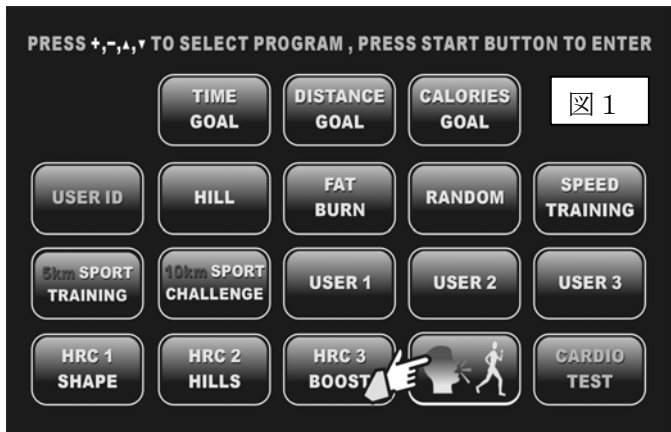 PRESS +,-,▲,▼ TO SELECT PROGRAM , PRESS START BUTTON TO ENTER
TIME
GOAL
DISTANCE
GOAL
CALORIES
GOAL
図1
USER ID
HILL
FAT
BURN
RANDOM
SPEED
TRAINING
5km SPORT
TRAINING
10km SPORT
CHALLENGE
USER 1
USER 2
USER 3
HRC 1
SHAPE
HRC 2
HILLS
HRC 3
BOOST
CARDIO
TEST